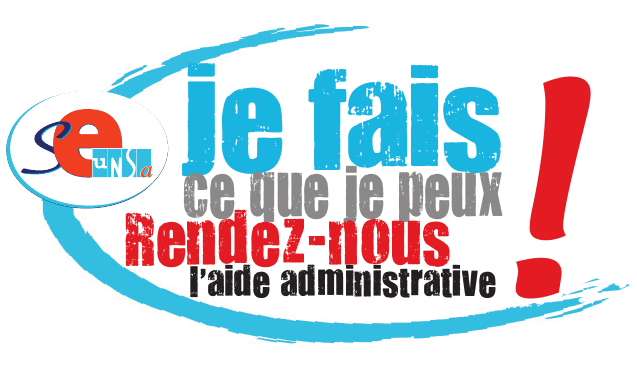 je fais
SE UNSa
ce que je peux
Rendez-nous
l'aide administrative
!